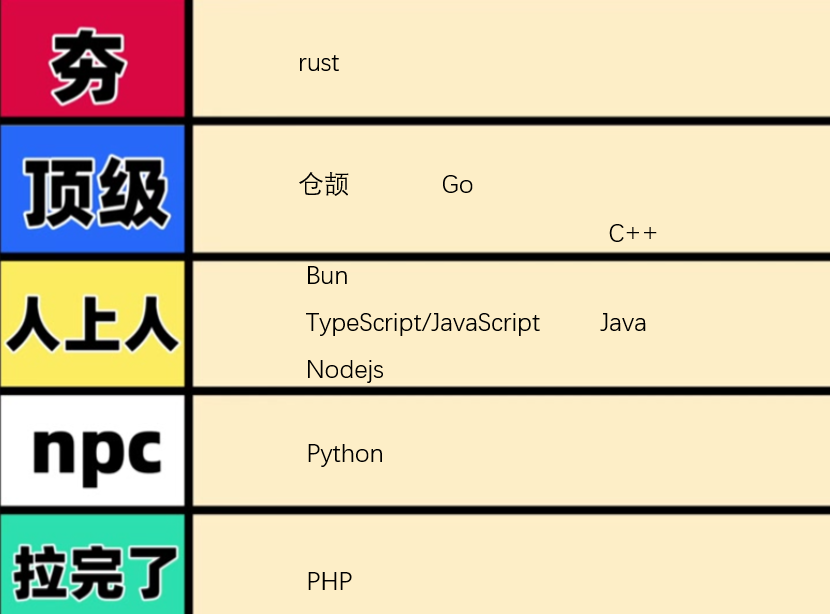 夯
rust
顶级
仓颉 Go
C++
人上人
Bun
TypeScript/JavaScript Java
Nodejs
npc
Python
拉完了
PHP